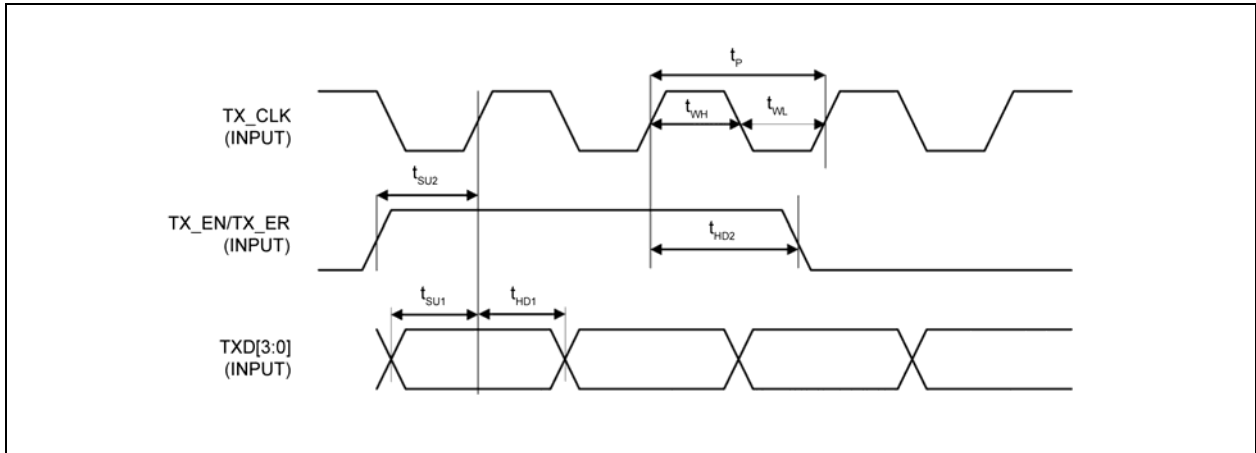 tP
TX_CLK
(INPUT)
tWH
tWL
tSU2
TX_EN/TX_ER
(INPUT)
tHD2
tSU1
tHD1
TXD[3:0]
(INPUT)